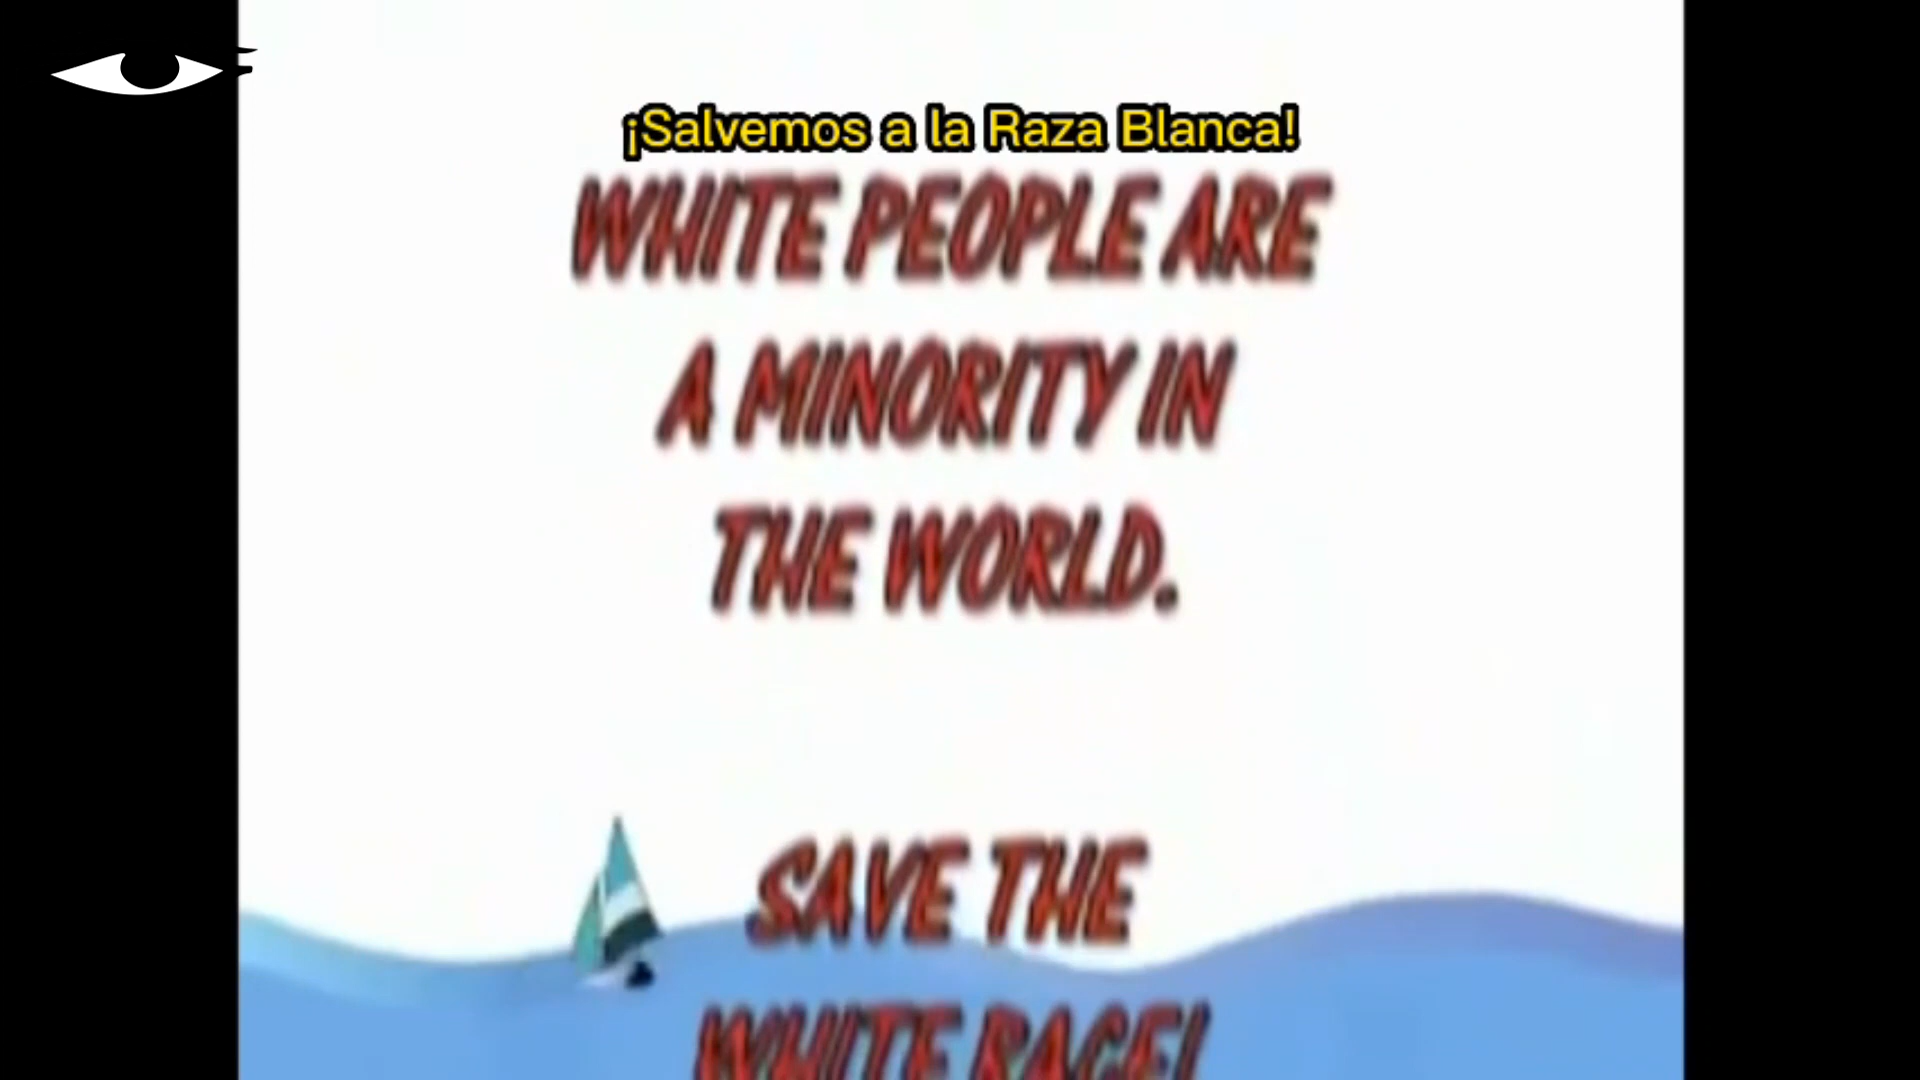 ¡Salvemos a la Raza Blanca!
WHITE PEOPLE ARE
A MINORITY IN
THE WORLD.
SAVE THE
WHITE RACE!